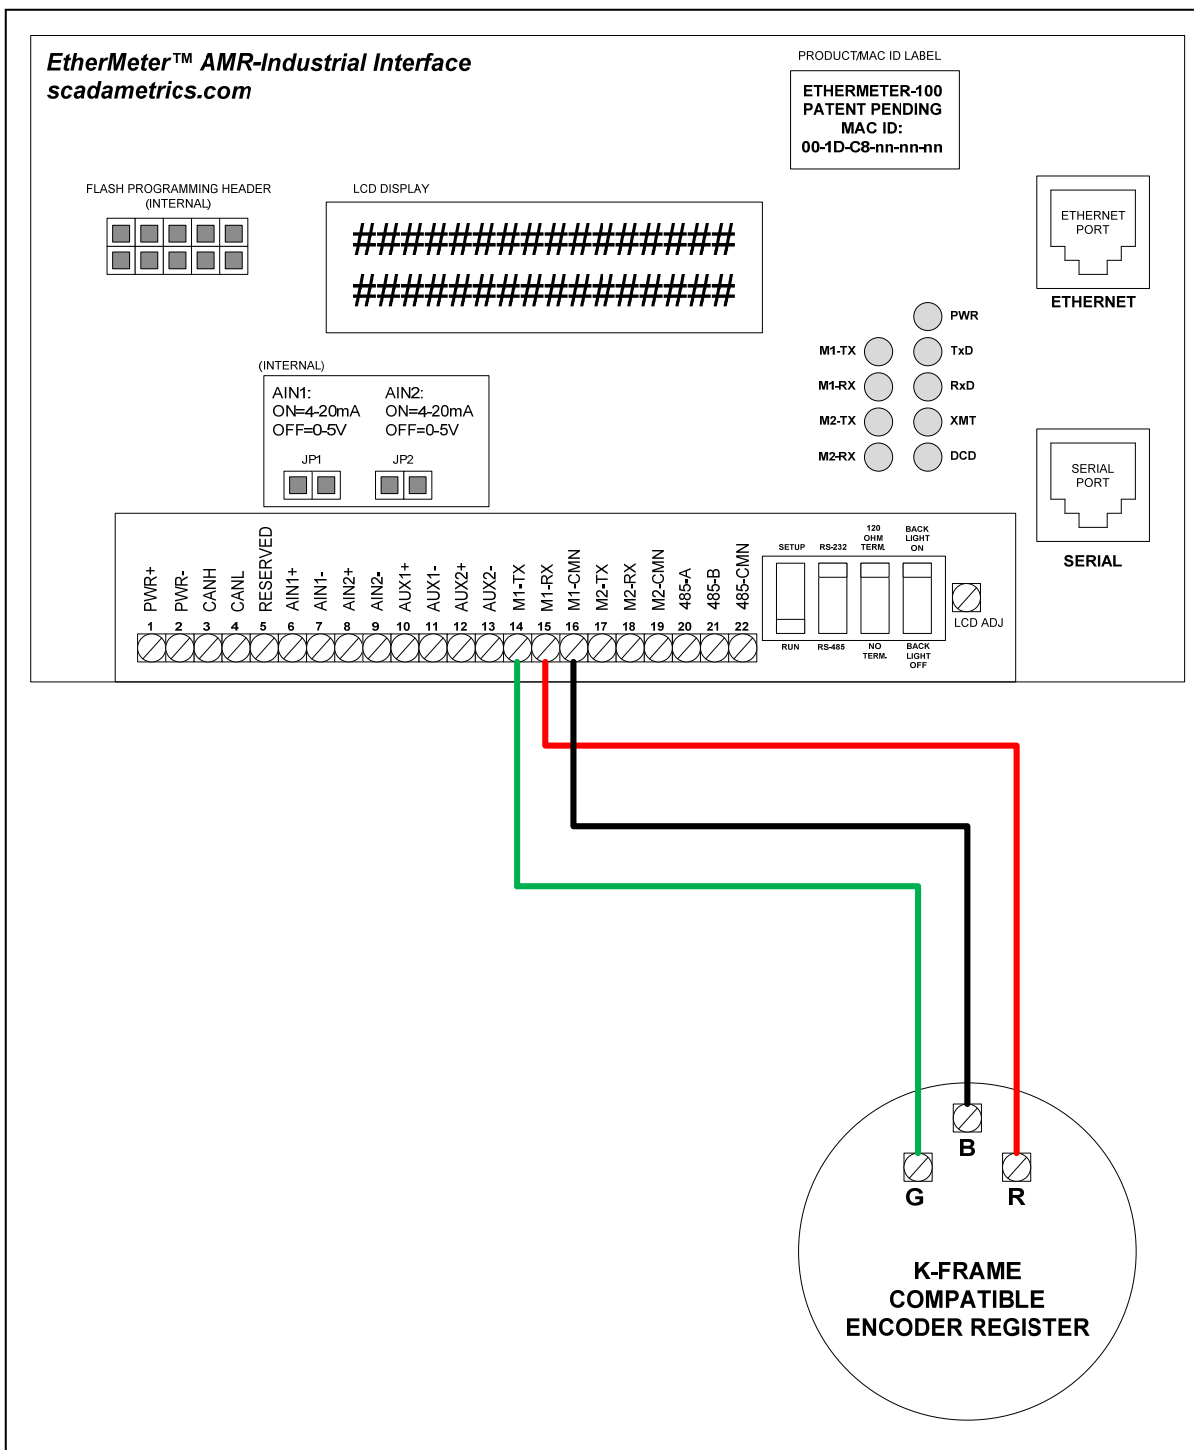 EtherMeter™ AMR-Industrial Interface
scadametrics.com
PRODUCT/MAC ID LABEL
ETHERMETER-100
PATENT PENDING
MAC ID:
00-1D-C8-nn-nn-nn
FLASH PROGRAMMING HEADER
(INTERNAL)
LCD DISPLAY
################
################
ETHERNET
PORT
ETHERNET
PWR
M1-TX
TxD
M1-RX
RxD
M2-TX
XMT
M2-RX
DCD
(INTERNAL)
AIN1:
ON=4-20mA
OFF=0-5V
AIN2:
ON=4-20mA
OFF=0-5V
JP1
JP2
SERIAL
PORT
SERIAL
PWR+
PWR-
CANH
CANL
RESERVED
AIN1+
AIN1-
AIN2+
AIN2-
AUX1+
AUX1-
AUX2+
AUX2-
M1-TX
M1-RX
M1-CMN
M2-TX
M2-RX
M2-CMN
485-A
485-B
485-CMN
1 2 3 4 5 6 7 8 9 10 11 12 13 14 15 16 17 18 19 20 21 22
SETUP
RS-232
120
OHM
TERM.
BACK
LIGHT
ON
RUN
RS-485
NO
TERM.
BACK
LIGHT
OFF
LCD ADJ
B
G
R
K-FRAME
COMPATIBLE
ENCODER REGISTER